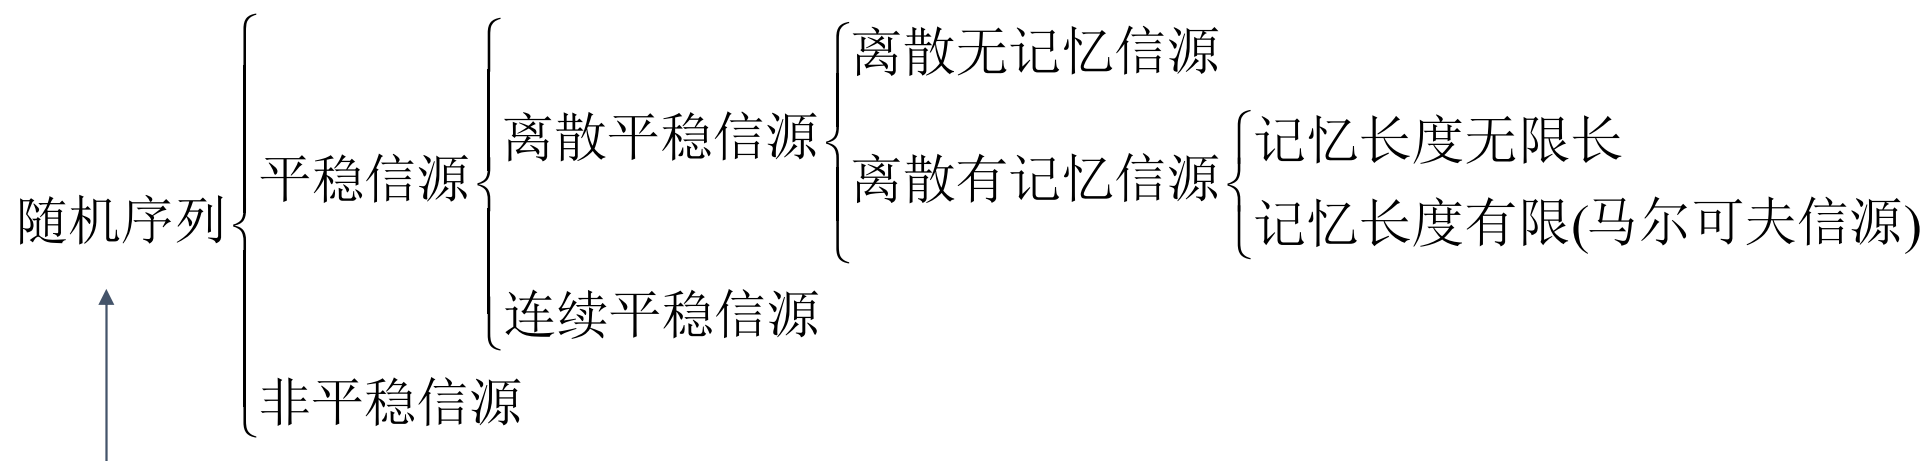 离散无记忆信源
离散平稳信源
记忆长度无限长
平稳信源
离散有记忆信源
随机序列
记忆长度有限(马尔可夫信源)
连续平稳信源
非平稳信源